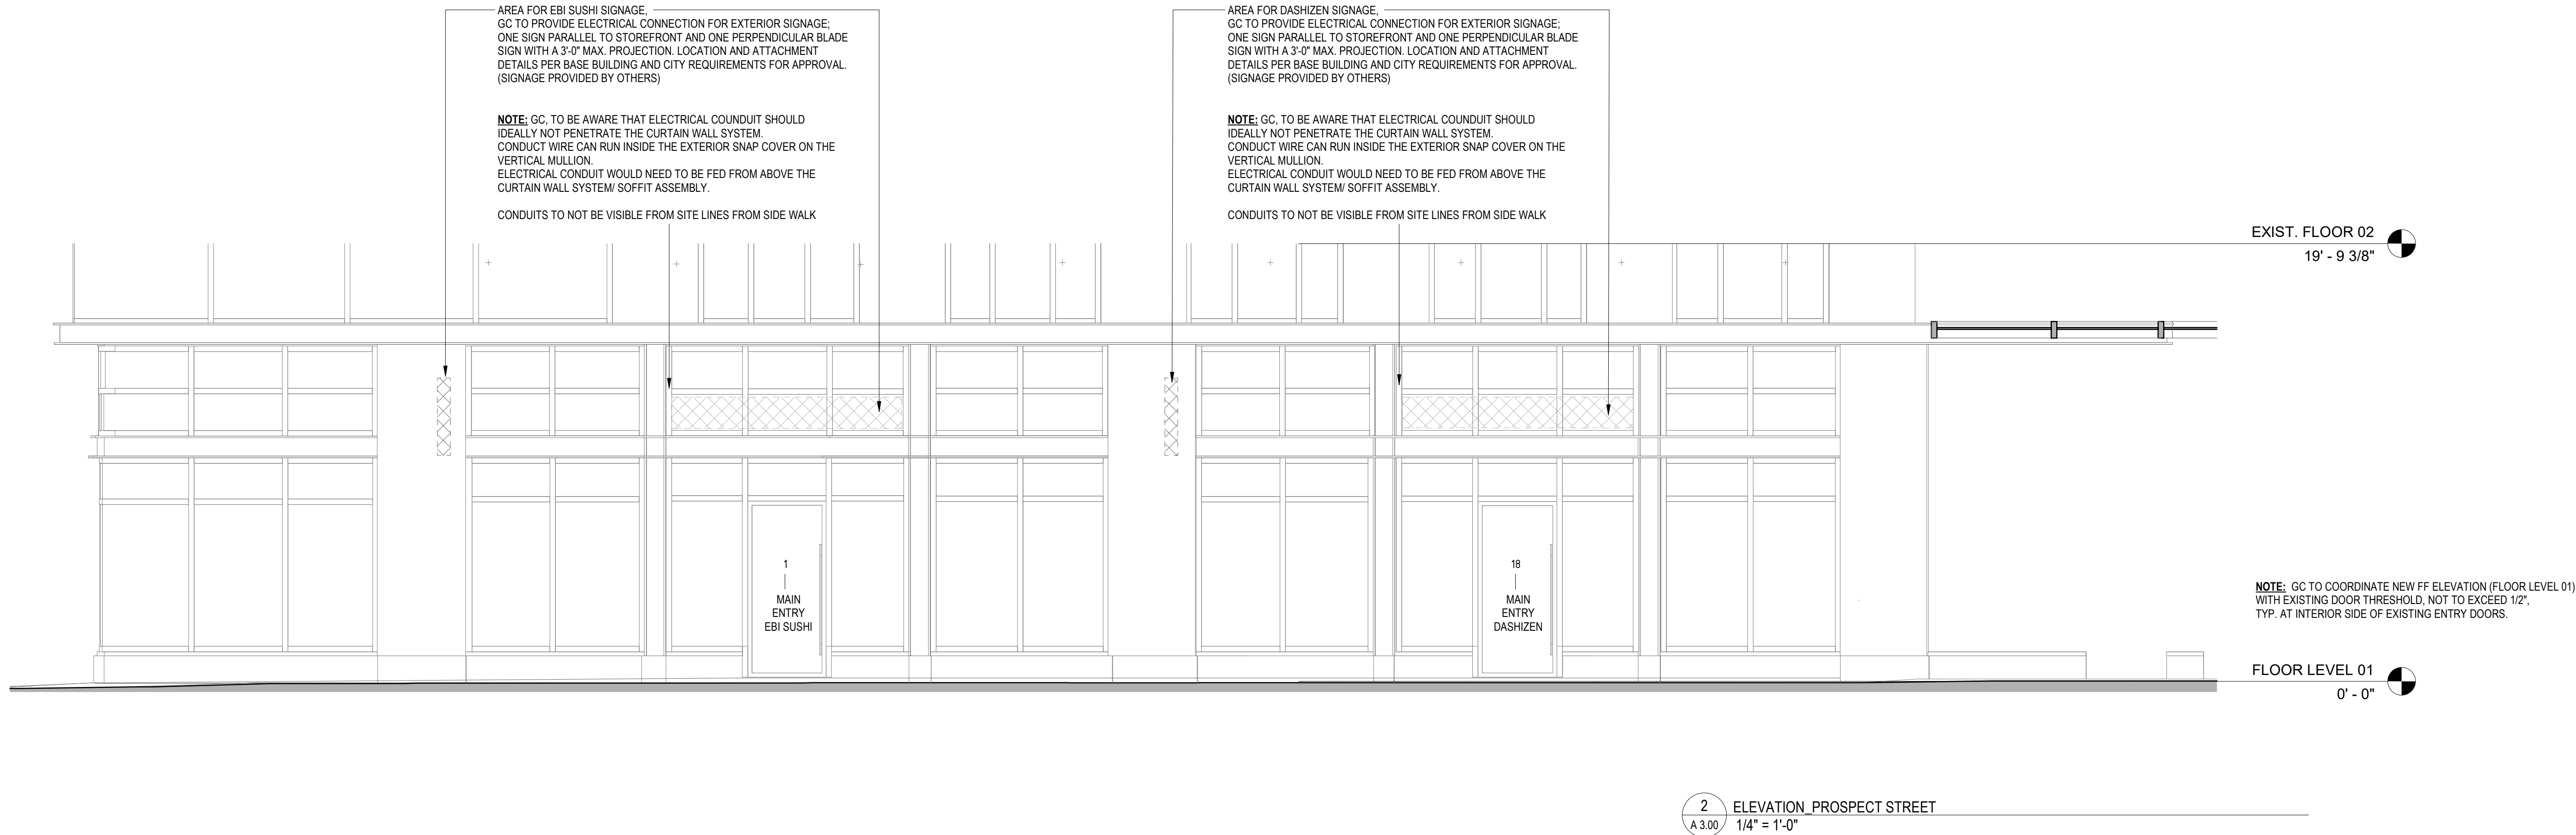 AREA FOR EBI SUSHI SIGNAGE,
GC TO PROVIDE ELECTRICAL CONNECTION FOR EXTERIOR SIGNAGE;
ONE SIGN PARALLEL TO STOREFRONT AND ONE PERPENDICULAR BLADE
SIGN WITH A 3'-0" MAX. PROJECTION. LOCATION AND ATTACHMENT
DETAILS PER BASE BUILDING AND CITY REQUIREMENTS FOR APPROVAL.
(SIGNAGE PROVIDED BY OTHERS)
NOTE: GC, TO BE AWARE THAT ELECTRICAL COUNDUIT SHOULD
IDEALLY NOT PENETRATE THE CURTAIN WALL SYSTEM.
CONDUCT WIRE CAN RUN INSIDE THE EXTERIOR SNAP COVER ON THE
VERTICAL MULLION.
ELECTRICAL CONDUIT WOULD NEED TO BE FED FROM ABOVE THE
CURTAIN WALL SYSTEM/ SOFFIT ASSEMBLY.
CONDUITS TO NOT BE VISIBLE FROM SITE LINES FROM SIDE WALK
AREA FOR DASHIZEN SIGNAGE,
GC TO PROVIDE ELECTRICAL CONNECTION FOR EXTERIOR SIGNAGE;
ONE SIGN PARALLEL TO STOREFRONT AND ONE PERPENDICULAR BLADE
SIGN WITH A 3'-0" MAX. PROJECTION. LOCATION AND ATTACHMENT
DETAILS PER BASE BUILDING AND CITY REQUIREMENTS FOR APPROVAL.
(SIGNAGE PROVIDED BY OTHERS)
NOTE: GC, TO BE AWARE THAT ELECTRICAL COUNDUIT SHOULD
IDEALLY NOT PENETRATE THE CURTAIN WALL SYSTEM.
CONDUCT WIRE CAN RUN INSIDE THE EXTERIOR SNAP COVER ON THE
VERTICAL MULLION.
ELECTRICAL CONDUIT WOULD NEED TO BE FED FROM ABOVE THE
CURTAIN WALL SYSTEM/ SOFFIT ASSEMBLY.
CONDUITS TO NOT BE VISIBLE FROM SITE LINES FROM SIDE WALK
EXIST. FLOOR 02
19' - 9 3/8"
1
MAIN
ENTRY
EBI SUSHI
18
MAIN
ENTRY
DASHIZEN
NOTE: GC TO COORDINATE NEW FF ELEVATION (FLOOR LEVEL 01)
WITH EXISTING DOOR THRESHOLD, NOT TO EXCEED 1/2",
TYP. AT INTERIOR SIDE OF EXISTING ENTRY DOORS.
FLOOR LEVEL 01
0' - 0"
2
A 3.00
ELEVATION_PROSPECT STREET
1/4" = 1'-0"